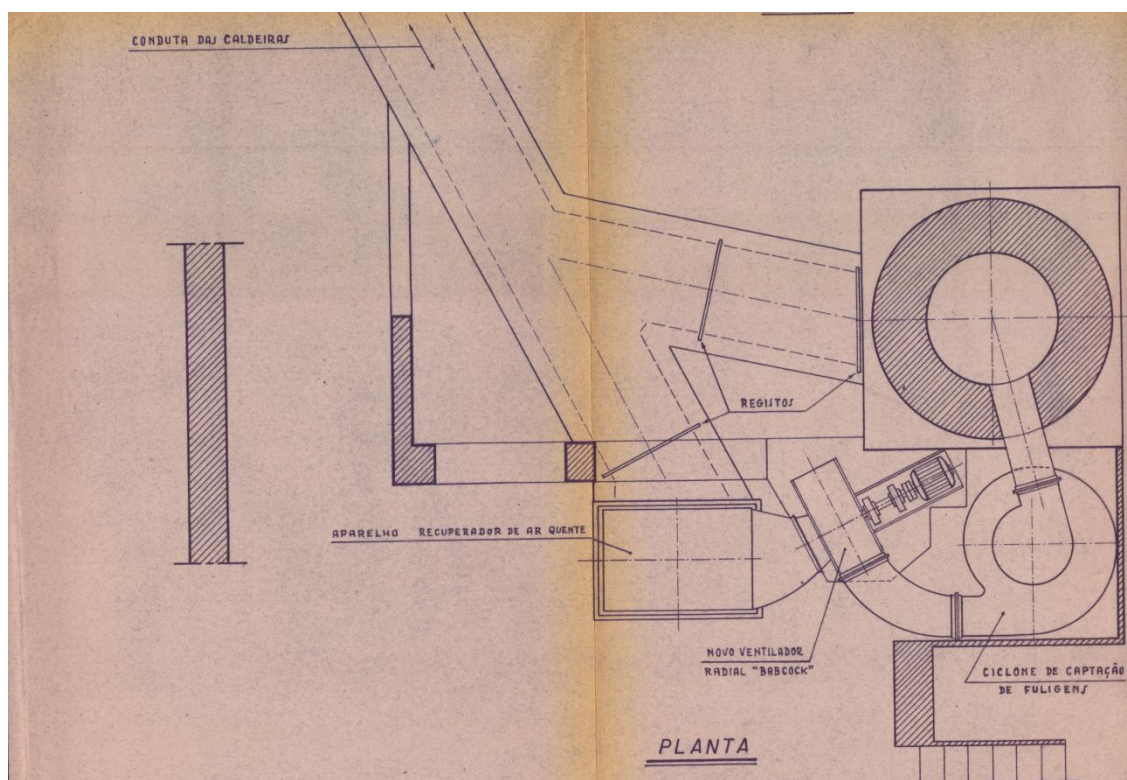 CONDUTA DAS CALDEIRAS
REGISTOS
APARELHO RECUPERADOR DE AR QUENTE
NOVO VENTILADOR
RADIAL "BABCOCK"
CICLONE DE CAPTAÇÃO
DE FULIGENS
PLANTA